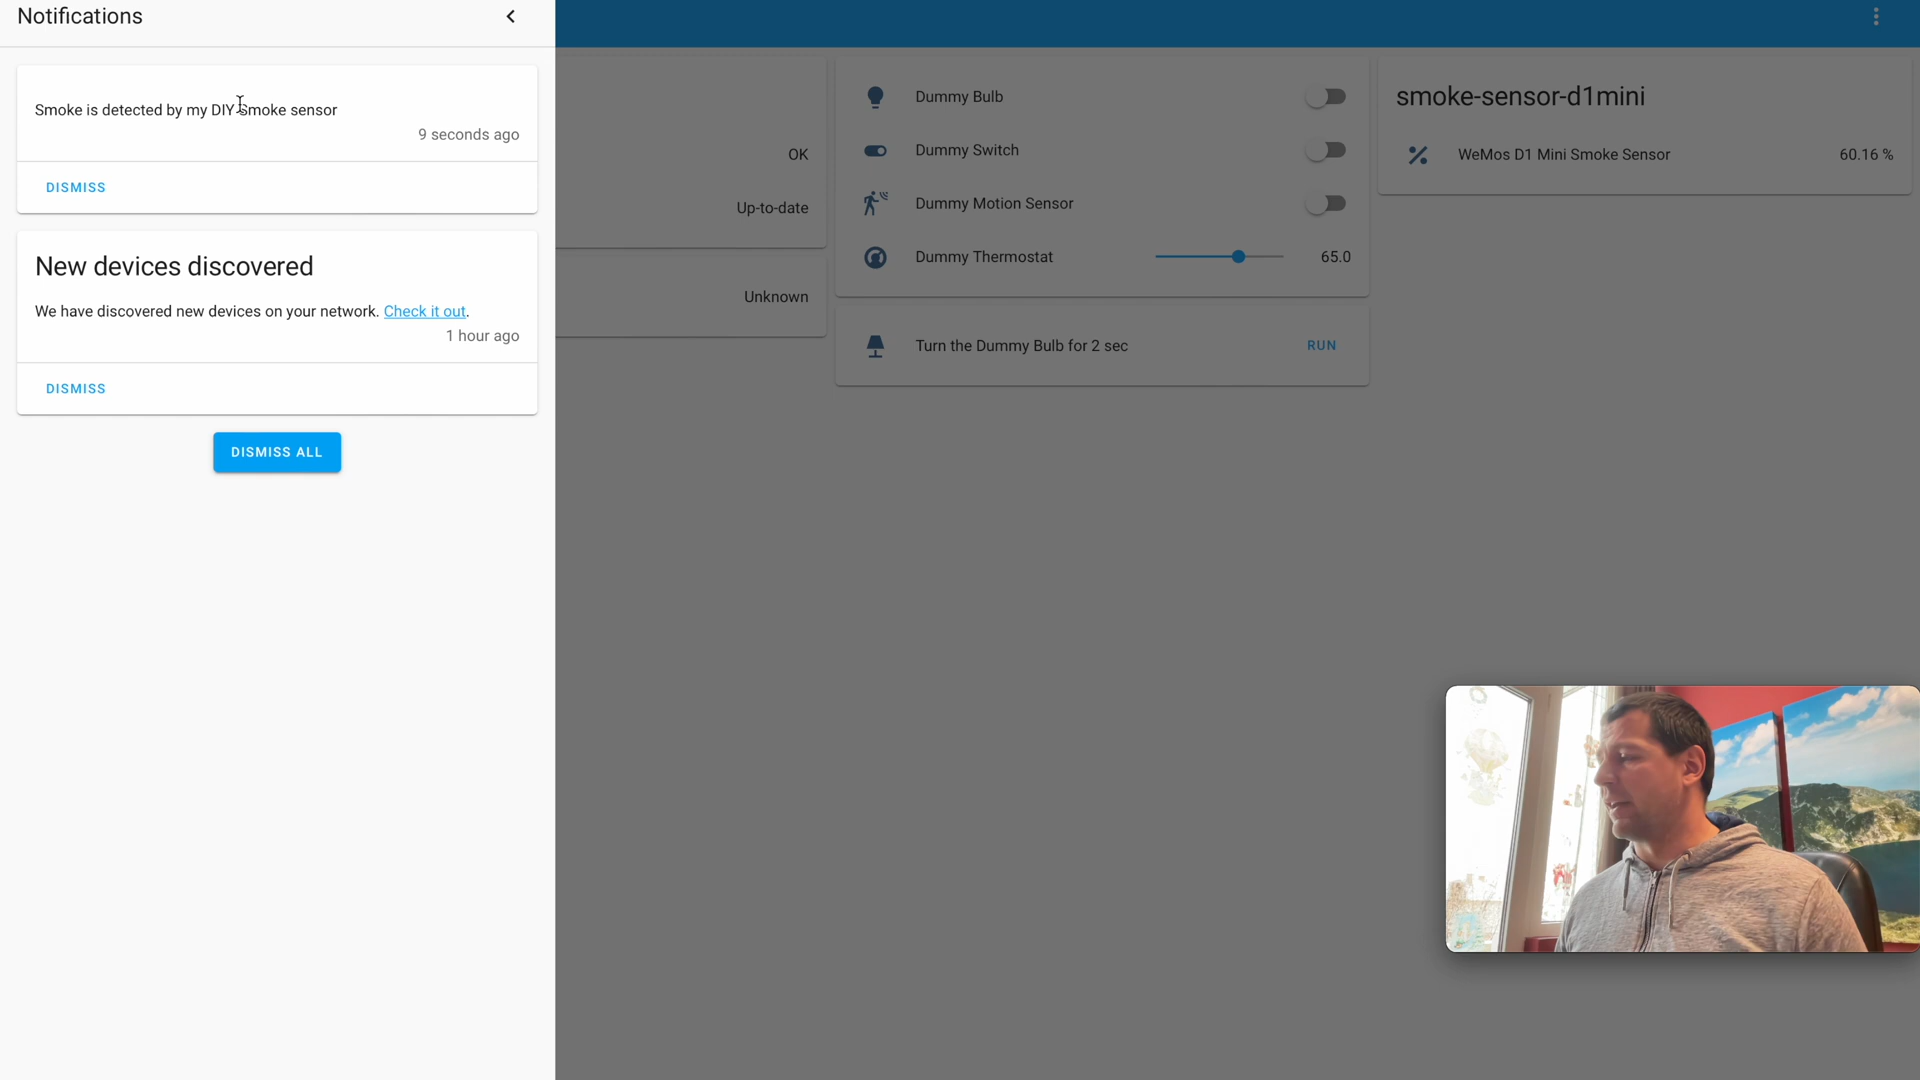 Notifications
Smoke is detected by my DIY Smoke sensor
9 seconds ago
DISMISS
New devices discovered
We have discovered new devices on your network. Check it out.
1 hour ago
DISMISS
DISMISS ALL
OK
Up-to-date
Unknown
Dummy Bulb
Dummy Switch
Dummy Motion Sensor
Dummy Thermostat 65.0
Turn the Dummy Bulb for 2 sec RUN
smoke-sensor-d1mini
WeMos D1 Mini Smoke Sensor 60.16 %